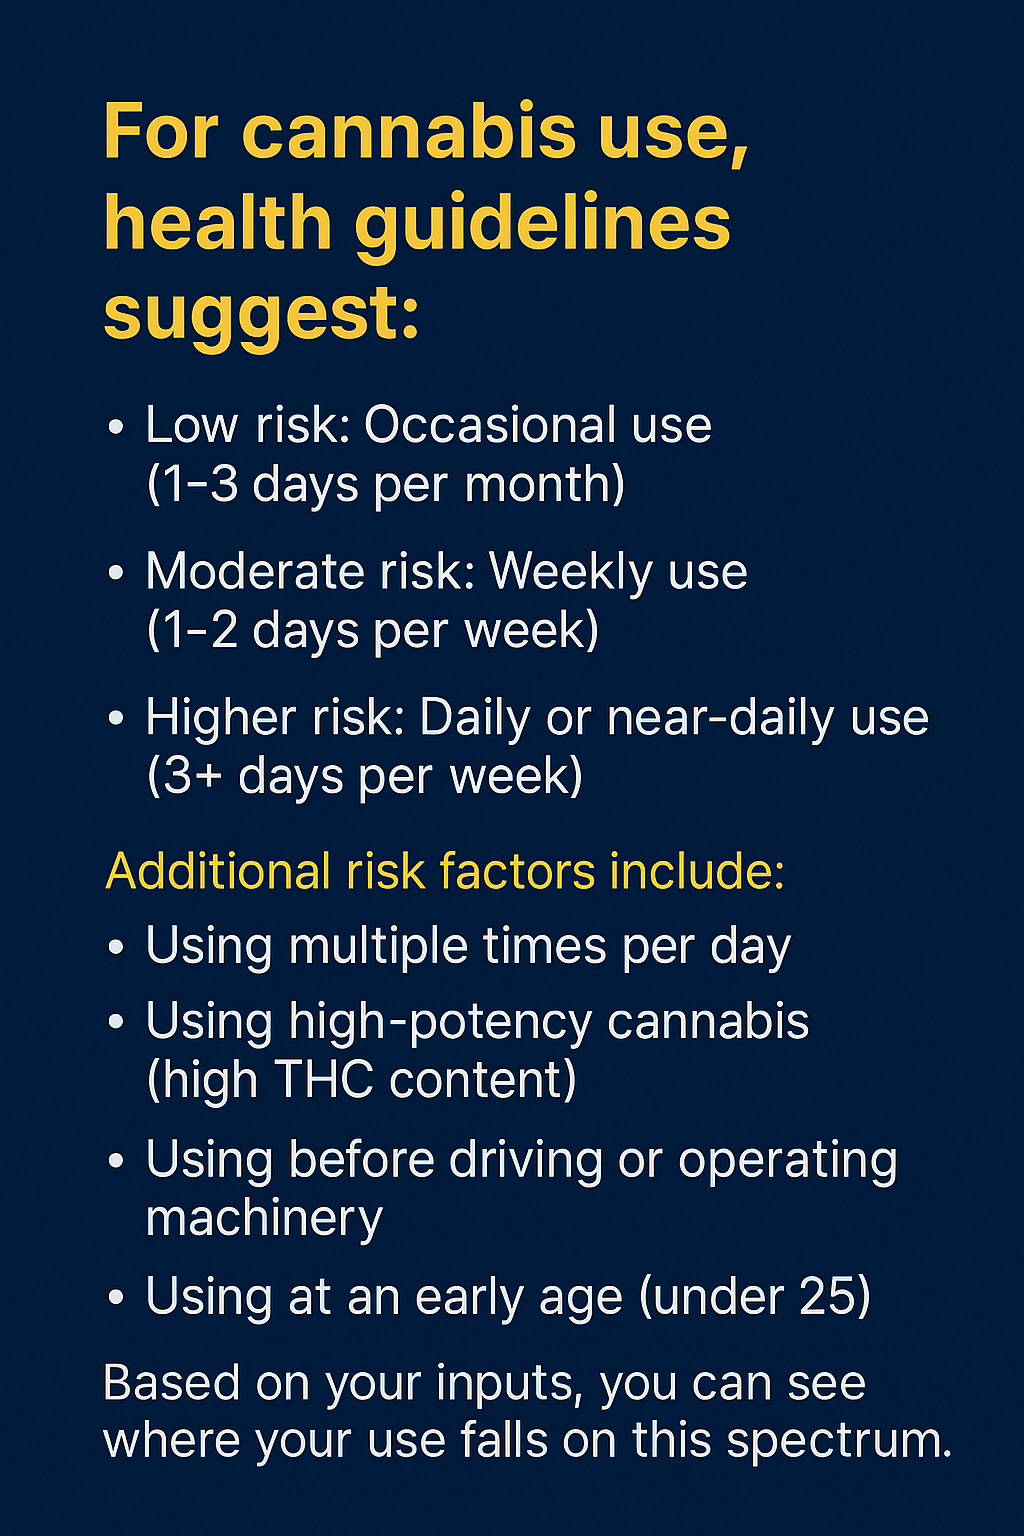 For cannabis use,
health guidelines
suggest:
• Low risk: Occasional use
(1–3 days per month)
• Moderate risk: Weekly use
(1–2 days per week)
• Higher risk: Daily or near-daily use
(3+ days per week)
Additional risk factors include:
• Using multiple times per day
• Using high-potency cannabis
(high THC content)
• Using before driving or operating
machinery
• Using at an early age (under 25)
Based on your inputs, you can see
where your use falls on this spectrum.